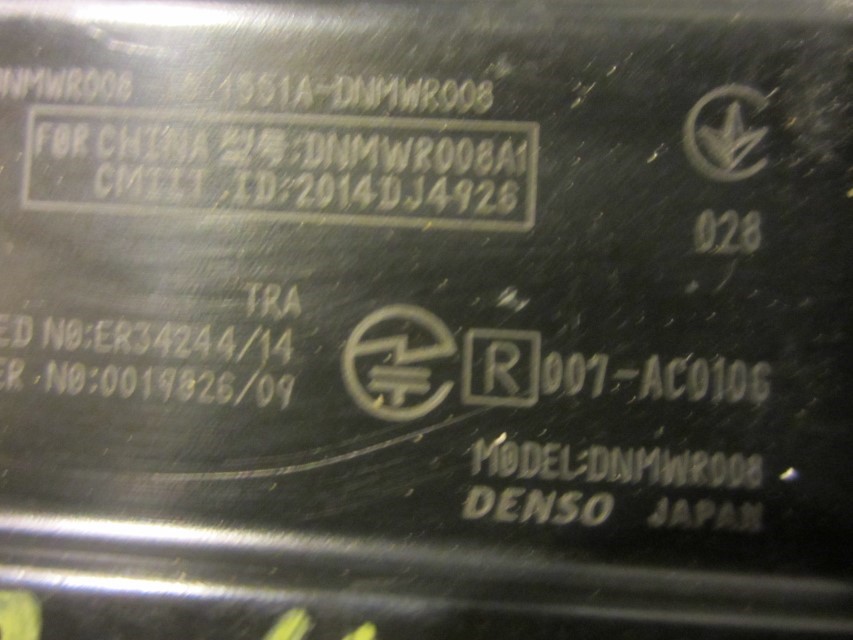 DNMWR008 1551A-DNMWR008
FOR CHINA 型号:DNMWR008A1
CMIIT ID:2014DJ4926
028
TRA
ED NO:ER34244/14
ER NO:0019826/09
R 007-AC0106
MODEL:DNMWR008
DENSO JAPAN